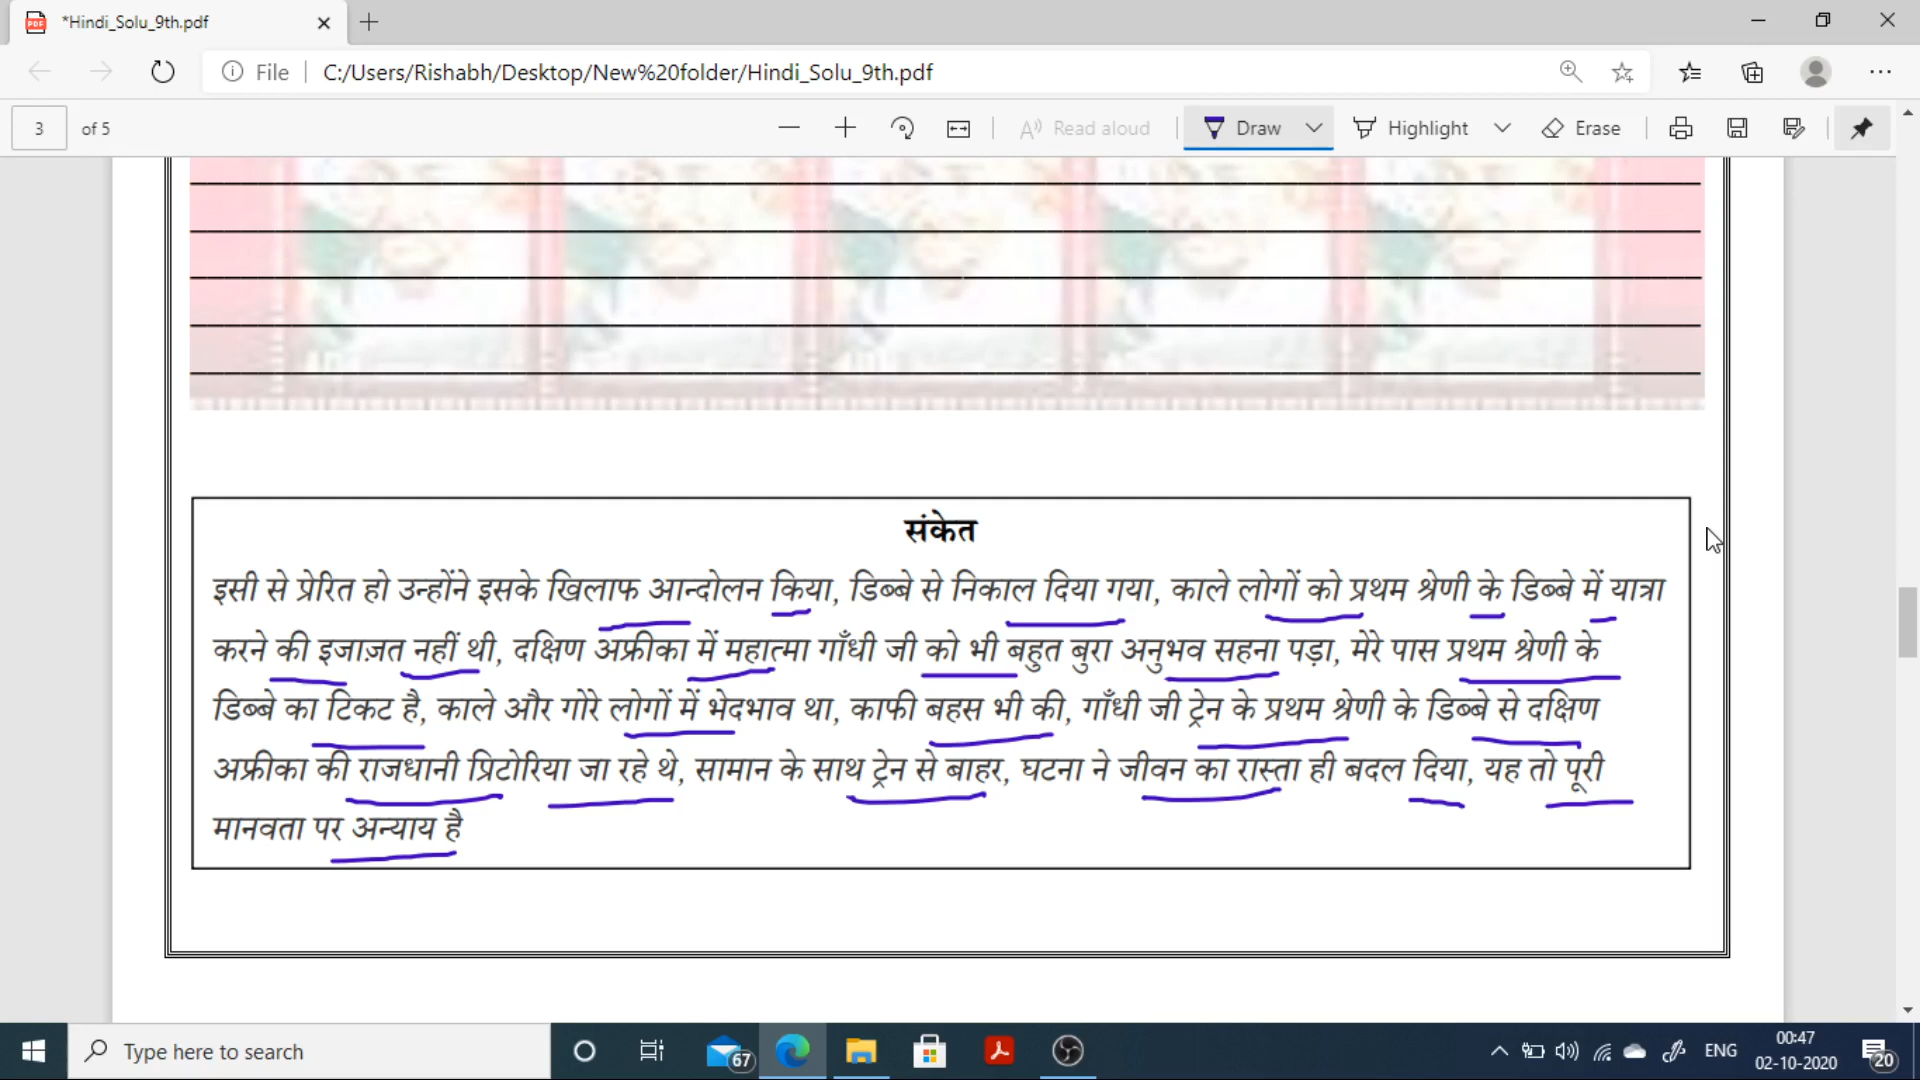 *Hindi_Solu_9th.pdf
File C:/Users/Rishabh/Desktop/New%20folder/Hindi_Solu_9th.pdf
3 of 5 Read aloud Draw Highlight Erase
संकेत
इसी से प्रेरित हो उन्होंने इसके खिलाफ आन्दोलन किया, डिब्बे से निकाल दिया गया, काले लोगों को प्रथम श्रेणी के डिब्बे में यात्रा
करने की इजाज़त नहीं थी, दक्षिण अफ्रीका में महात्मा गाँधी जी को भी बहुत बुरा अनुभव सहना पड़ा, मेरे पास प्रथम श्रेणी के
डिब्बे का टिकट है, काले और गोरे लोगों में भेदभाव था, काफी बहस भी की, गाँधी जी ट्रेन के प्रथम श्रेणी के डिब्बे से दक्षिण
अफ्रीका की राजधानी प्रिटोरिया जा रहे थे, सामान के साथ ट्रेन से बाहर, घटना ने जीवन का रास्ता ही बदल दिया, यह तो पूरी
मानवता पर अन्याय है
Type here to search 67 ENG 00:47
02-10-2020 20